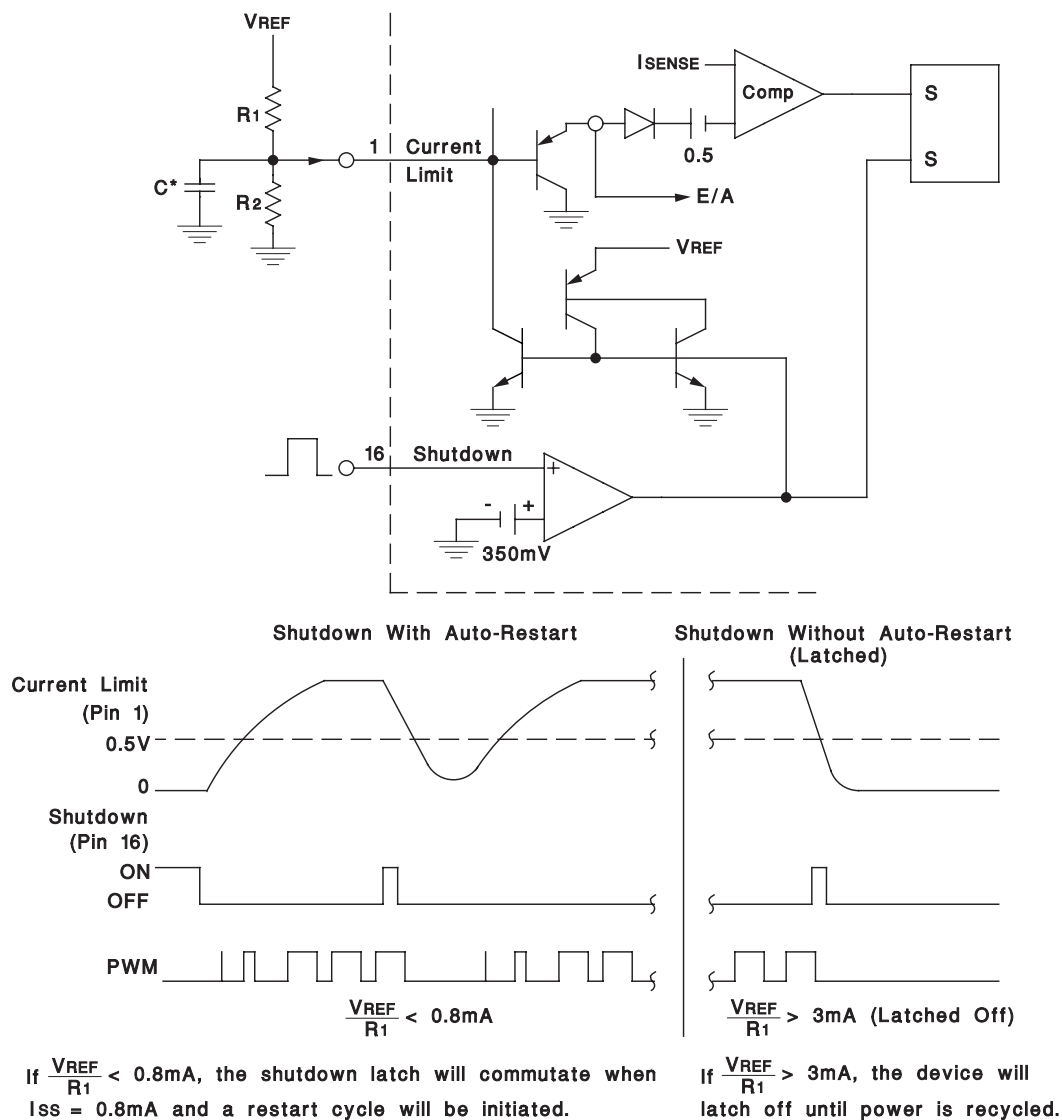 VREF
R1
C*
R2
1 Current
Limit
ISENSE
Comp
0.5
E/A
S
S
VREF
16 Shutdown
+
- +
350mV
Shutdown With Auto-Restart
Shutdown Without Auto-Restart
(Latched)
Current Limit
(Pin 1)
0.5V
0
Shutdown
(Pin 16)
ON
OFF
PWM
VREF
R1
< 0.8mA
VREF
R1
> 3mA (Latched Off)
If VREF/R1 < 0.8mA, the shutdown latch will commutate when
ISS = 0.8mA and a restart cycle will be initiated.
If VREF/R1 > 3mA, the device will
latch off until power is recycled.